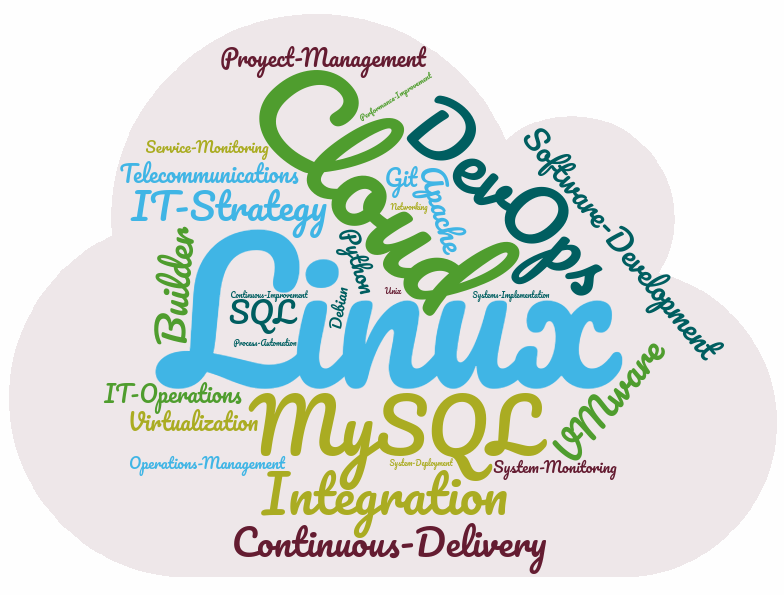 Proyect-Management
Performance-Improvement
Cloud
DevOps
Software-Development
Service-Monitoring
Telecommunications
IT-Strategy
Git
Apache
Networking
Builder
Python
Linux
Continuous-Improvement
SQL
Debian
Unix
Systems-Implementation
Process-Automation
VMware
IT-Operations
Virtualization
MySQL
Operations-Management
System-Deployment
System-Monitoring
Integration
Continuous-Delivery